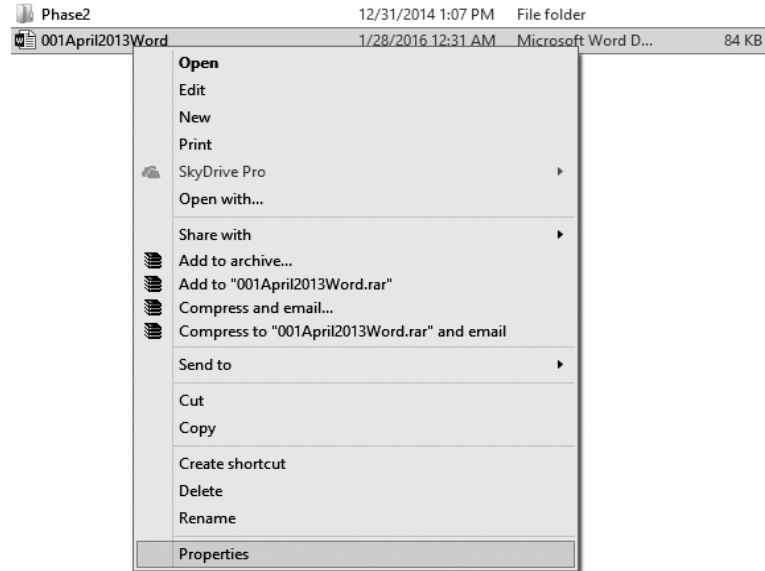 Phase2 12/31/2014 1:07 PM File folder
001April2013Word 1/28/2016 12:31 AM Microsoft Word D... 84 KB
Open
Edit
New
Print
SkyDrive Pro
Open with...
Share with
Add to archive...
Add to "001April2013Word.rar"
Compress and email...
Compress to "001April2013Word.rar" and email
Send to
Cut
Copy
Create shortcut
Delete
Rename
Properties